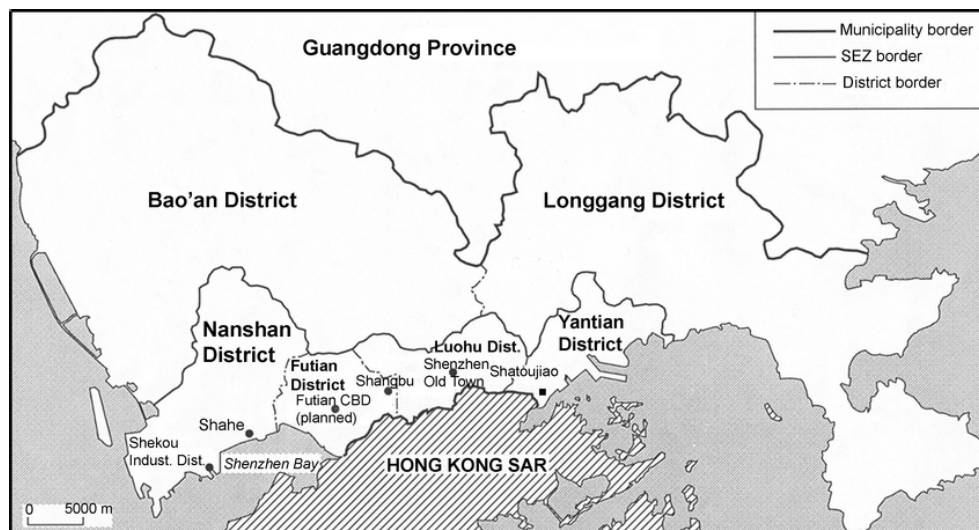 Guangdong Province
Municipality border
SEZ border
District border
Bao'an District
Longgang District
Nanshan
District
Yantian
District
Luohu Dist.
Shenzhen
Old Town
Shatoujiao
Futian
District
Shangbu
Futian CBD
(planned)
Shahe
Shekou
Indust. Dist.
Shenzhen Bay
HONG KONG SAR
0 5000 m